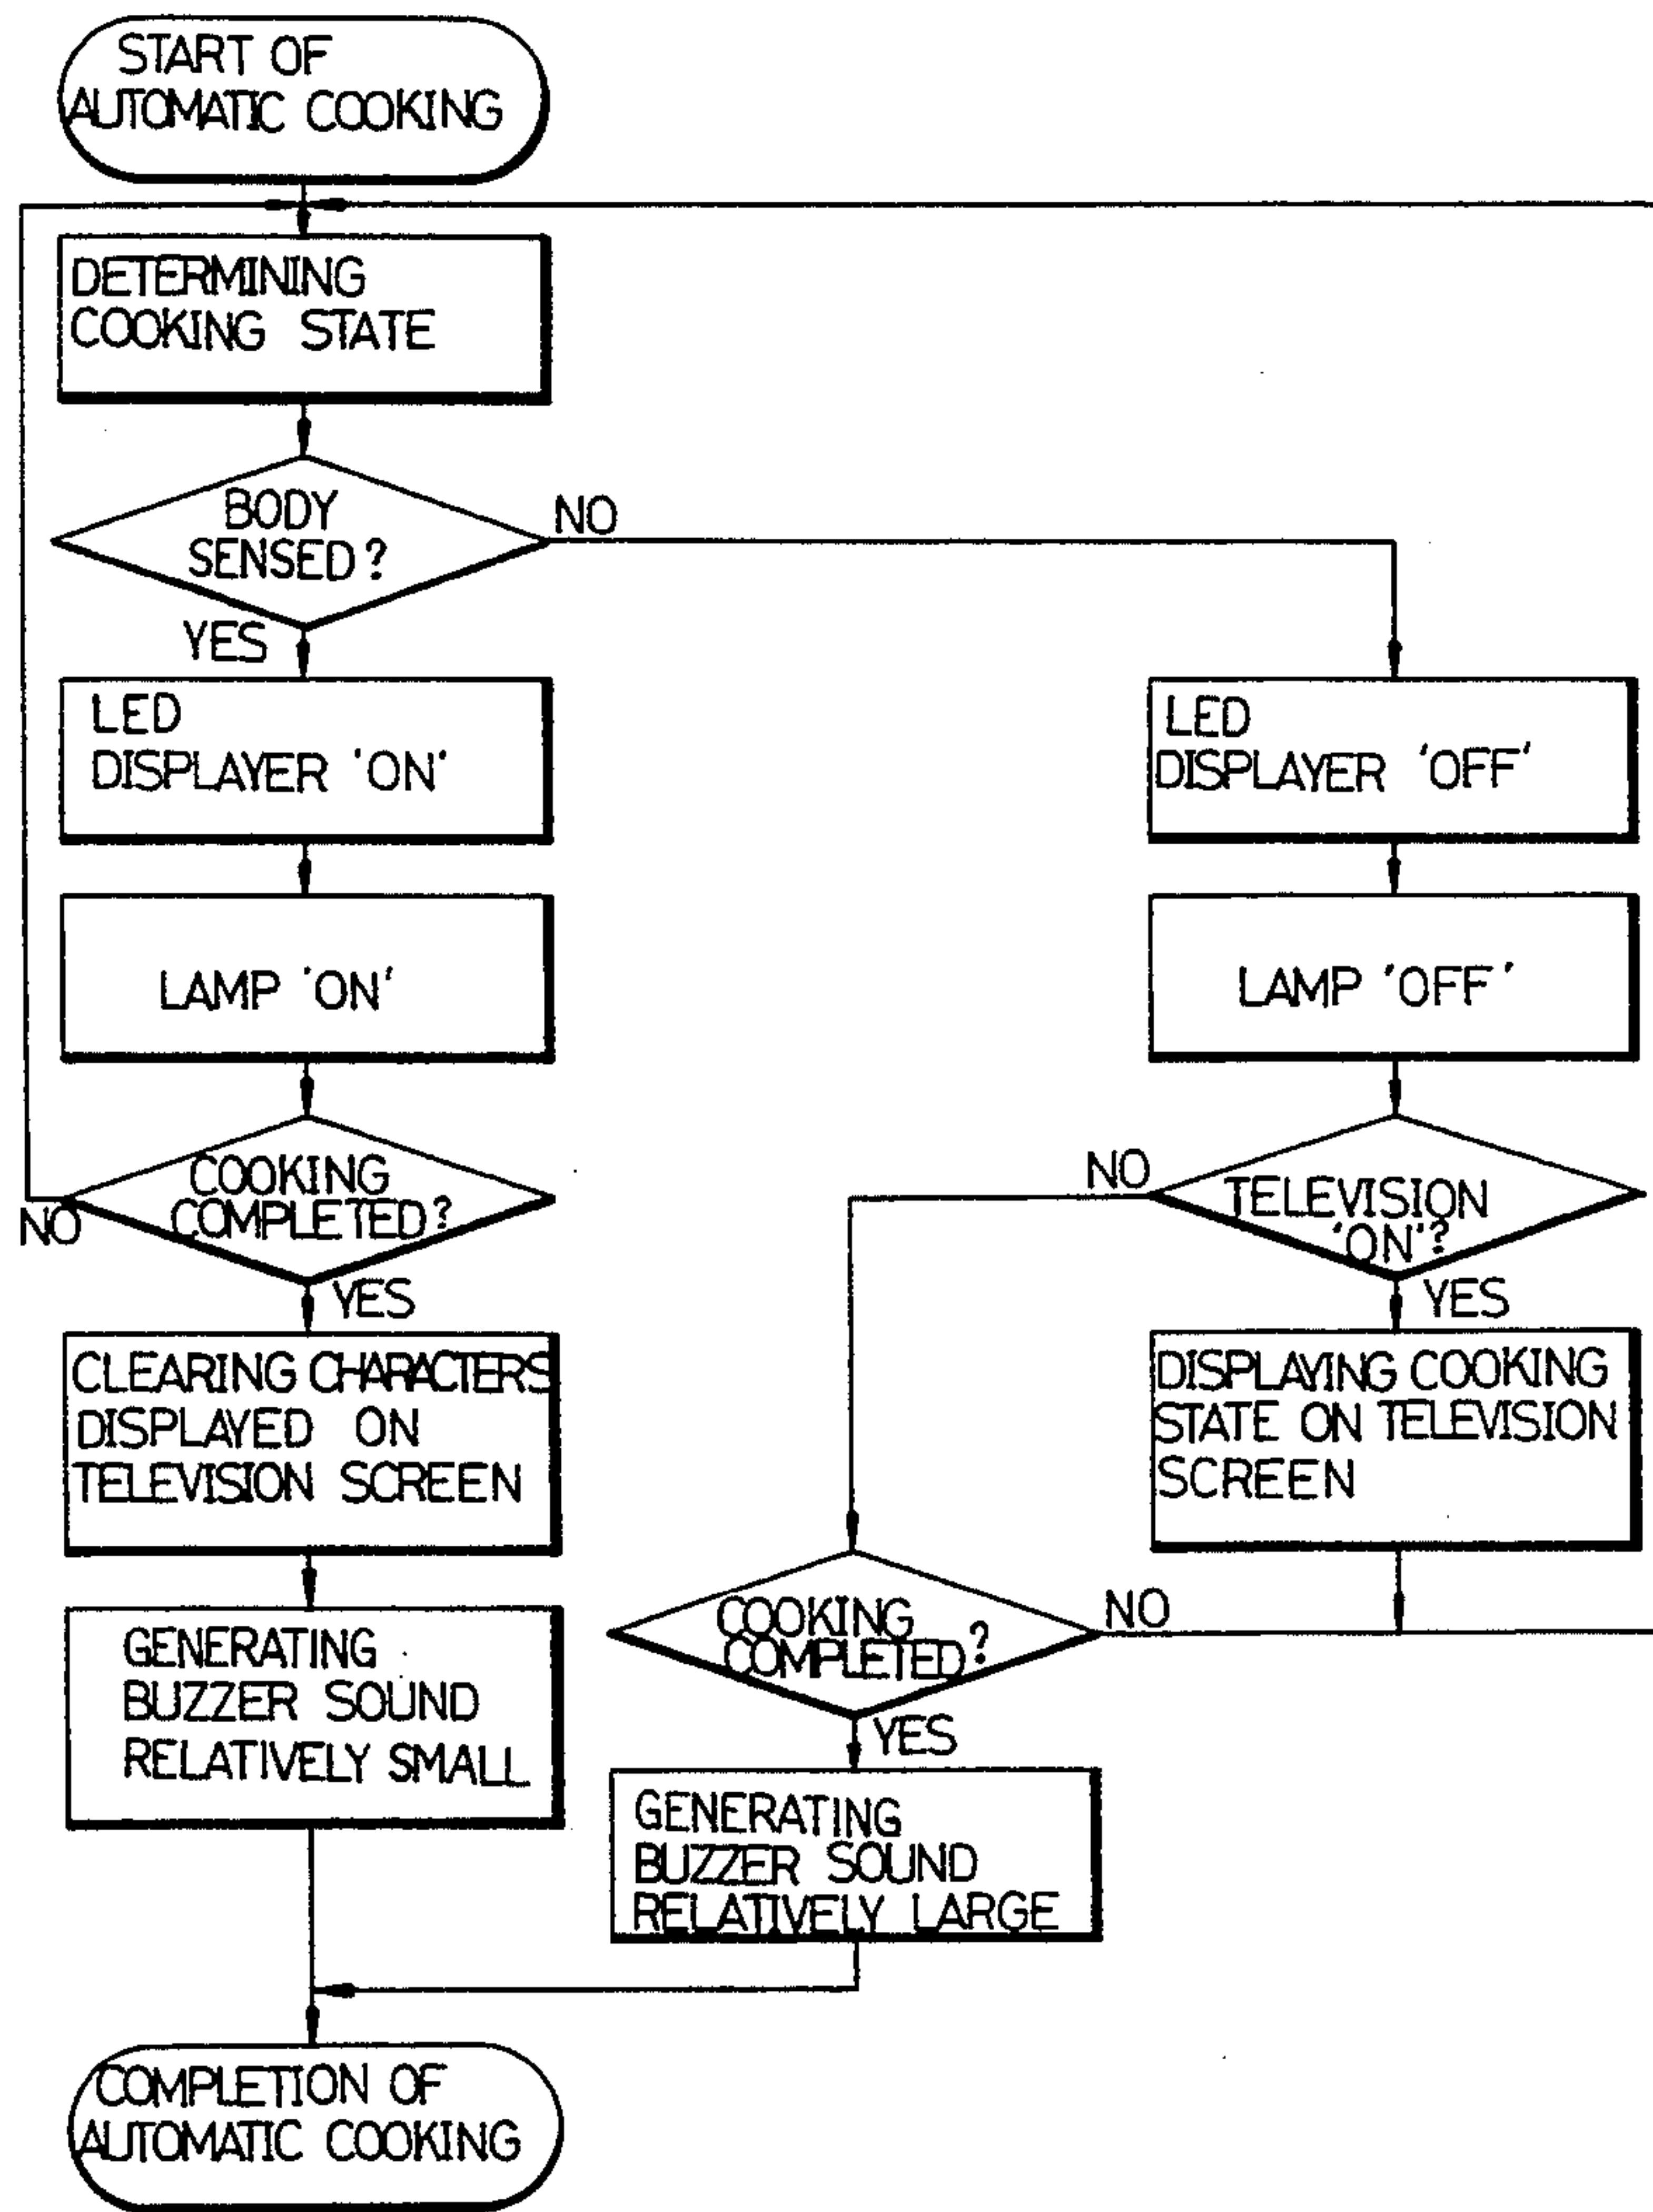 START OF
AUTOMATIC COOKING
DETERMINING
COOKING STATE
BODY
SENSED?
NO
YES
LED
DISPLAYER 'ON'
LAMP 'ON'
COOKING
COMPLETED?
NO
YES
CLEARING CHARACTERS
DISPLAYED ON
TELEVISION SCREEN
GENERATING
BUZZER SOUND
RELATIVELY SMALL
LED
DISPLAYER 'OFF'
LAMP 'OFF'
TELEVISION
'ON'?
NO
YES
DISPLAYING COOKING
STATE ON TELEVISION
SCREEN
COOKING
COMPLETED?
NO
YES
GENERATING
BUZZER SOUND
RELATIVELY LARGE
COMPLETION OF
AUTOMATIC COOKING